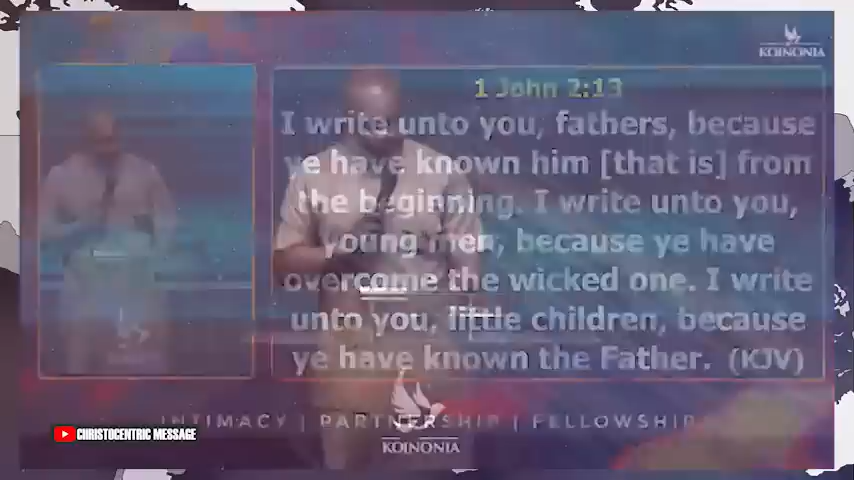 KOINONIA
1 John 2:13
I write unto you, fathers, because
ye have known him [that is] from
the beginning. I write unto you,
young men, because ye have
overcome the wicked one. I write
unto you, little children, because
ye have known the Father. (KJV)
INTIMACY | PARTNERSHIP | FELLOWSHIP
CHRISTOCENTRIC MESSAGE
KOINONIA